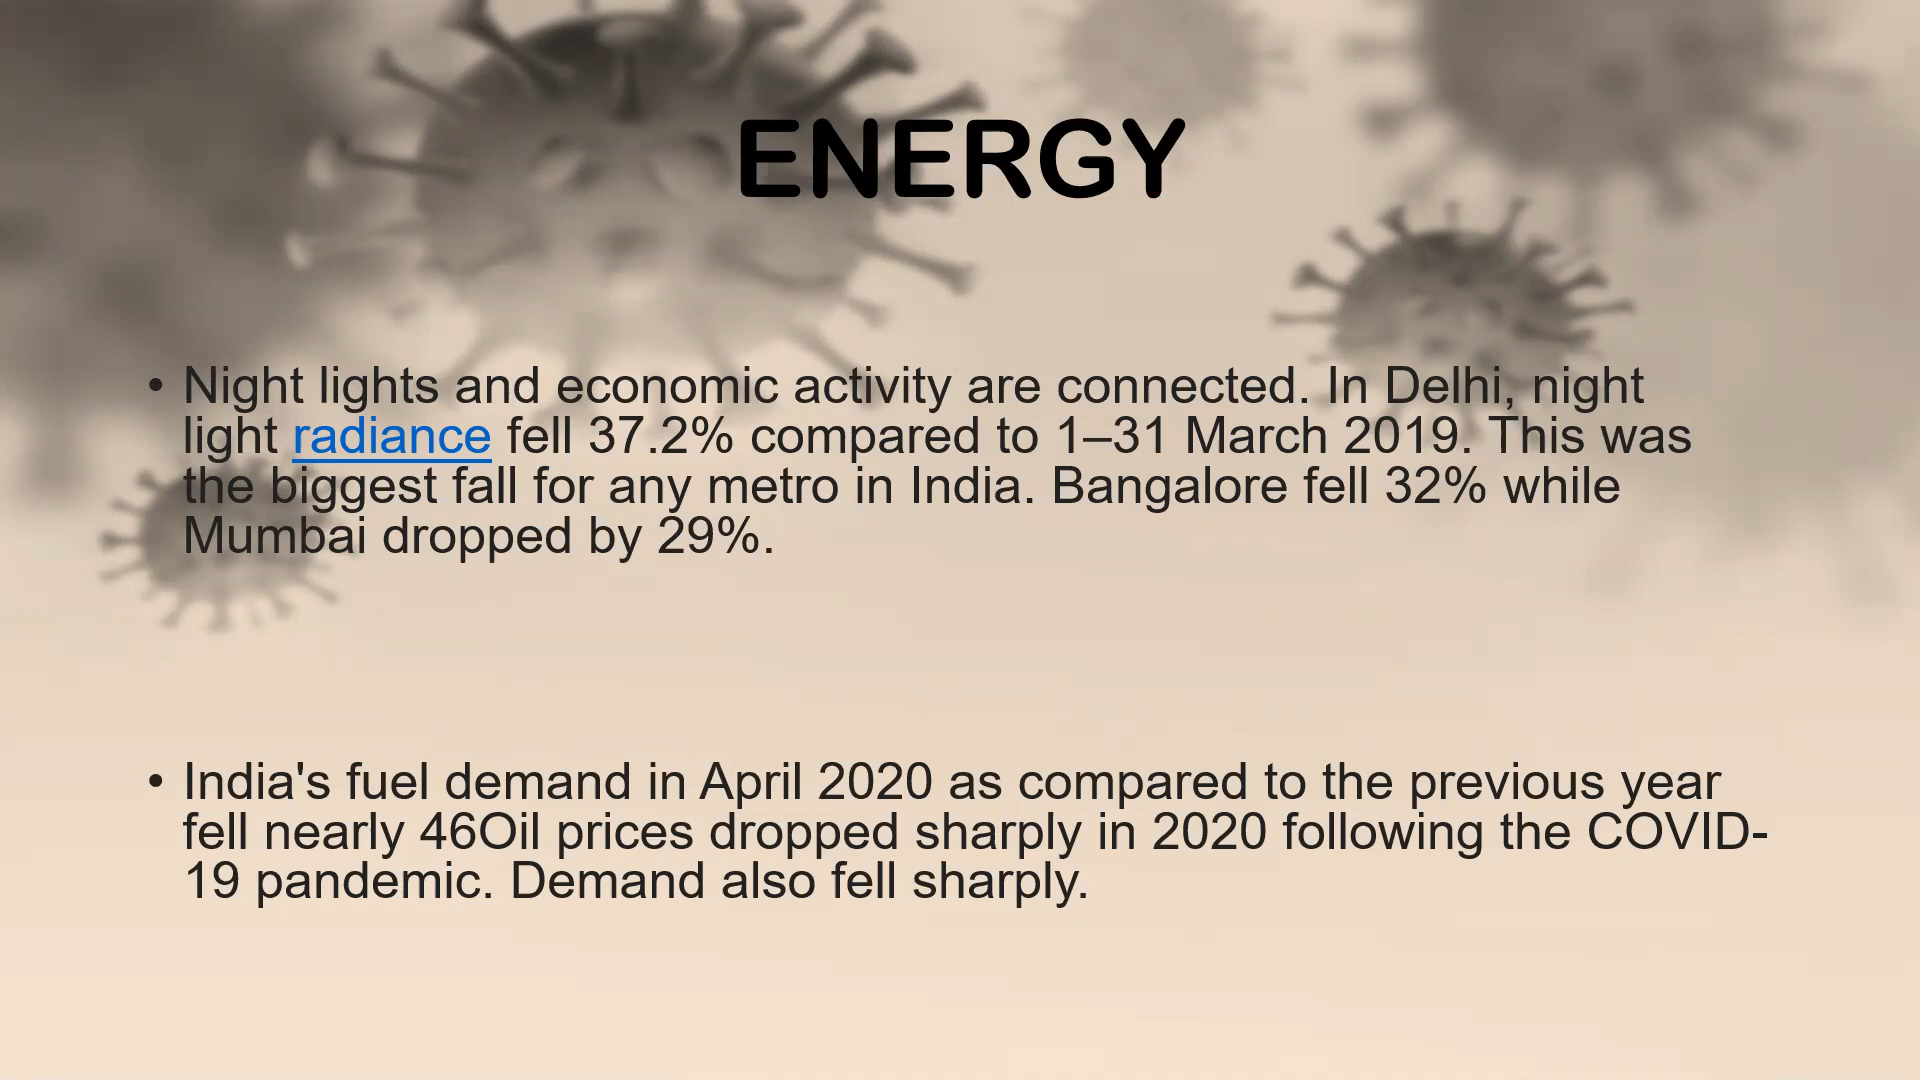 ENERGY
• Night lights and economic activity are connected. In Delhi, night
light radiance fell 37.2% compared to 1–31 March 2019. This was
the biggest fall for any metro in India. Bangalore fell 32% while
Mumbai dropped by 29%.
• India's fuel demand in April 2020 as compared to the previous year
fell nearly 46Oil prices dropped sharply in 2020 following the COVID-
19 pandemic. Demand also fell sharply.